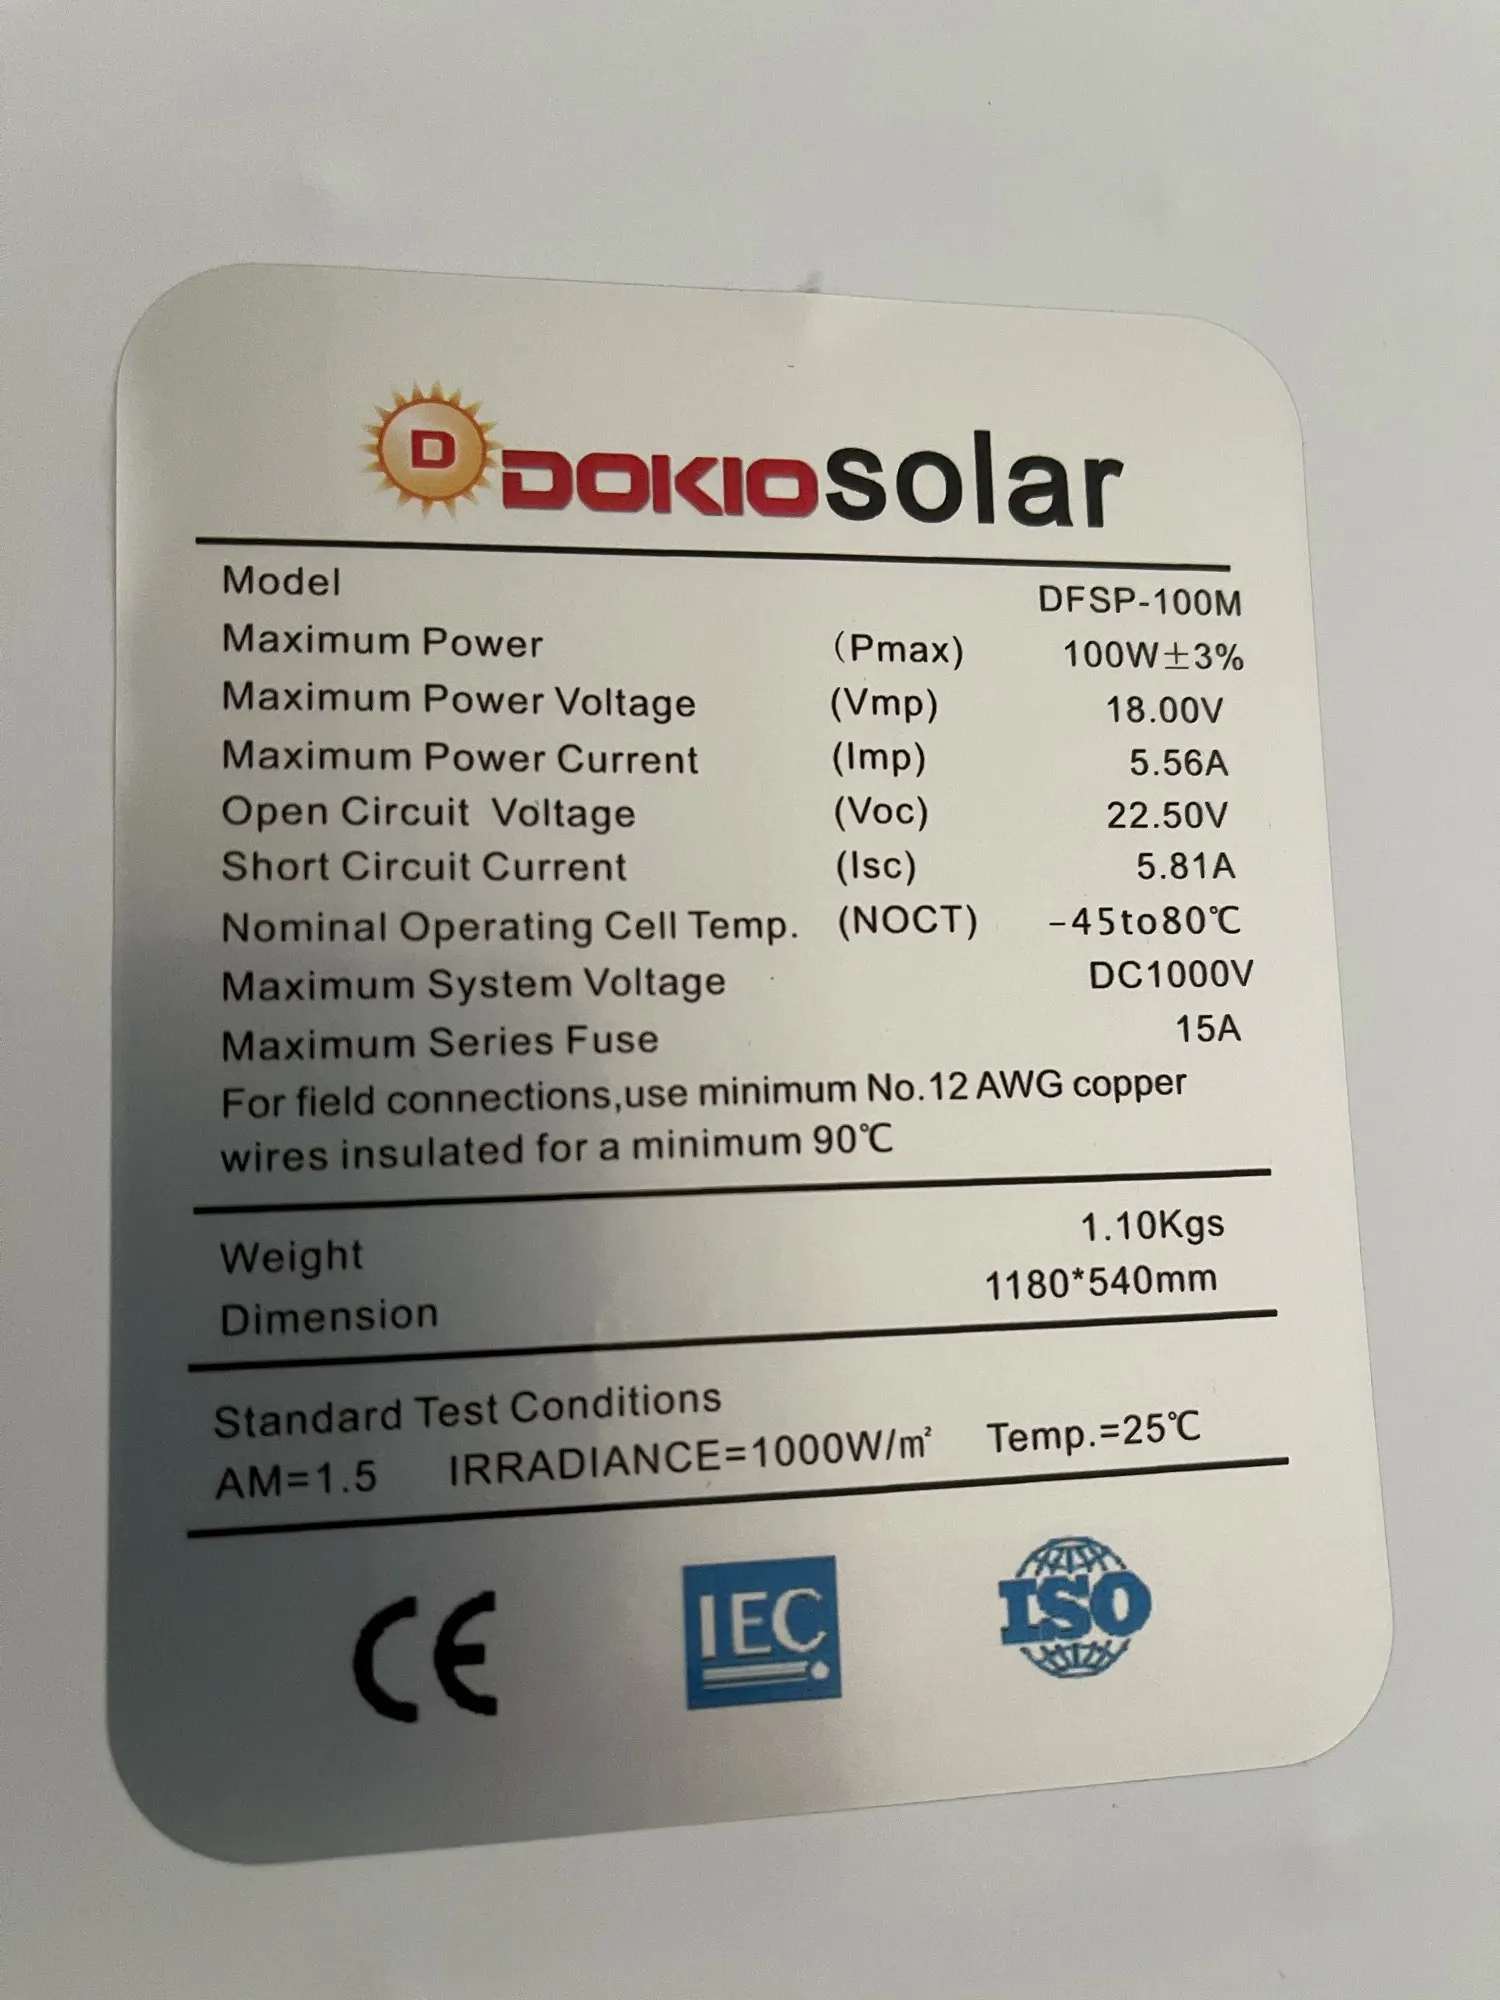 D DOKIO solar
Model DFSP-100M
Maximum Power (Pmax) 100W±3%
Maximum Power Voltage (Vmp) 18.00V
Maximum Power Current (Imp) 5.56A
Open Circuit Voltage (Voc) 22.50V
Short Circuit Current (Isc) 5.81A
Nominal Operating Cell Temp. (NOCT) -45to80℃
Maximum System Voltage DC1000V
Maximum Series Fuse 15A
For field connections,use minimum No.12 AWG copper
wires insulated for a minimum 90℃
Weight 1.10Kgs
Dimension 1180*540mm
Standard Test Conditions
AM=1.5 IRRADIANCE=1000W/m² Temp.=25℃
CE IEC ISO